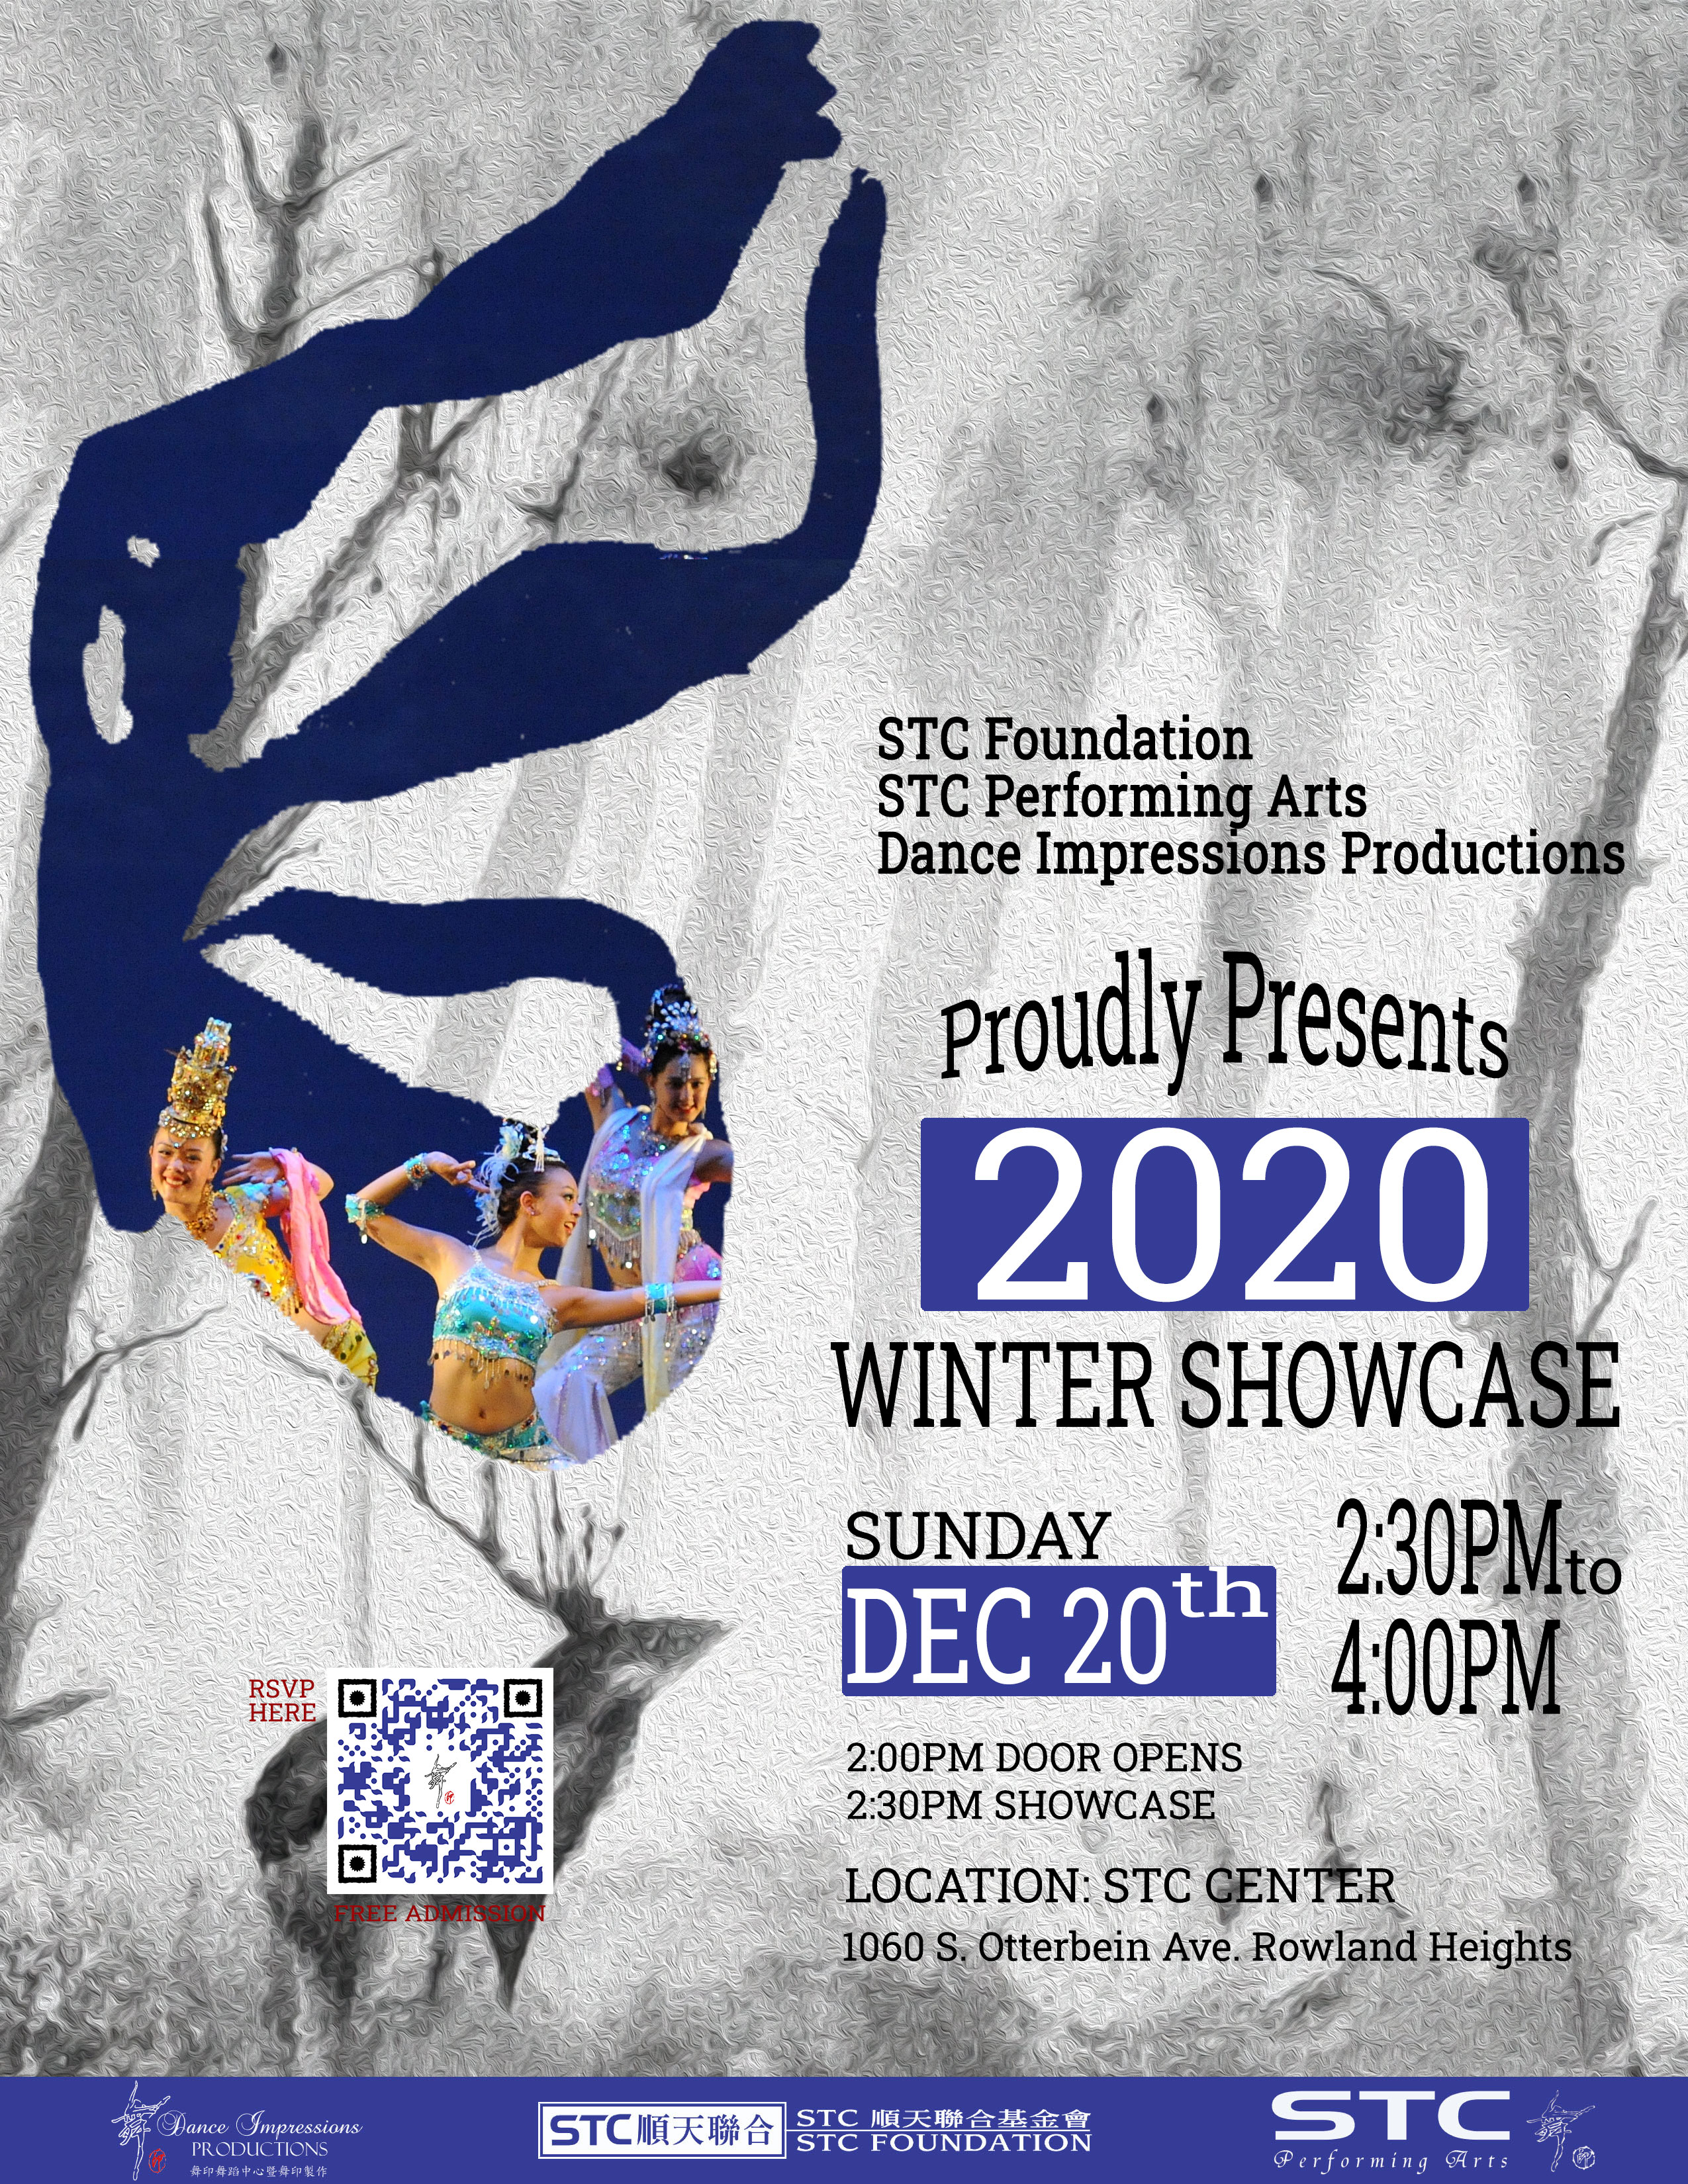 STC Foundation
STC Performing Arts
Dance Impressions Productions
Proudly Presents
2020
WINTER SHOWCASE
SUNDAY
DEC 20th
2:30PM to
4:00PM
2:00PM DOOR OPENS
2:30PM SHOWCASE
LOCATION: STC CENTER
1060 S. Otterbein Ave. Rowland Heights
RSVP
HERE
FREE ADMISSION
Dance Impressions
PRODUCTIONS
舞印舞蹈中心暨舞印製作
STC順天聯合
STC 順天聯合基金會
STC FOUNDATION
STC
Performing Arts